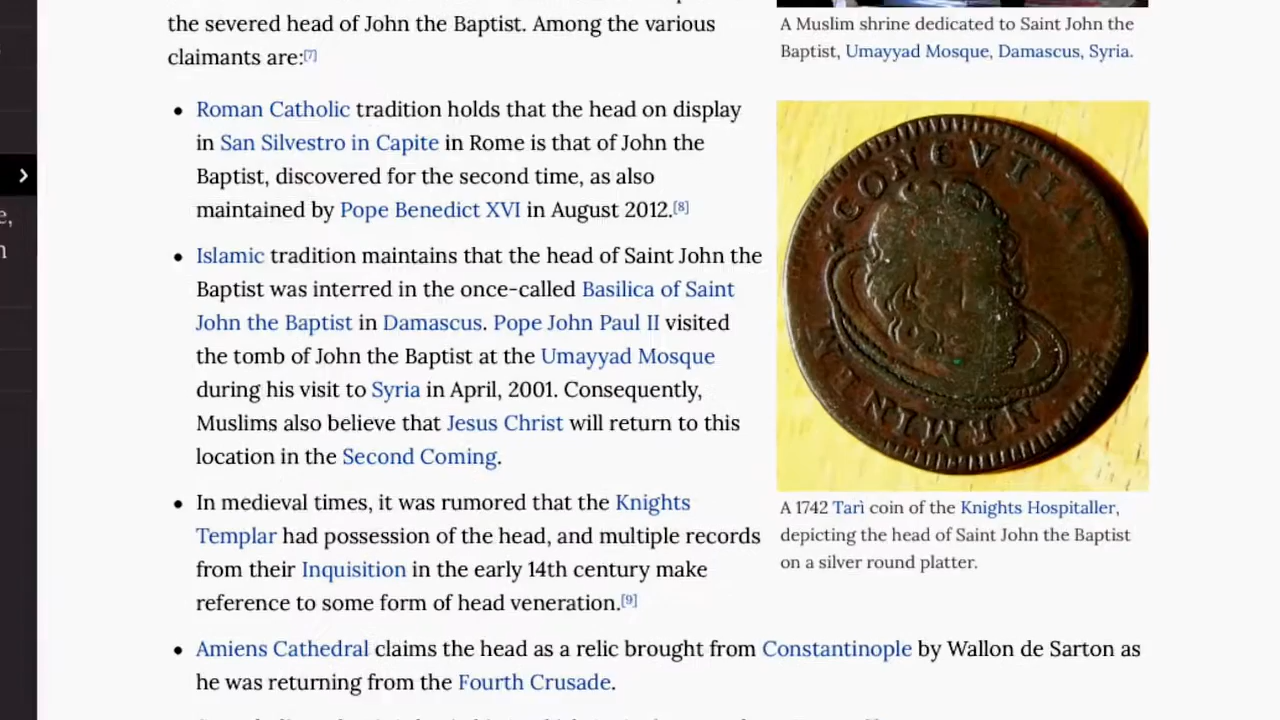 the severed head of John the Baptist. Among the various
claimants are:[7]
Roman Catholic tradition holds that the head on display
in San Silvestro in Capite in Rome is that of John the
Baptist, discovered for the second time, as also
maintained by Pope Benedict XVI in August 2012.[8]
Islamic tradition maintains that the head of Saint John the
Baptist was interred in the once-called Basilica of Saint
John the Baptist in Damascus. Pope John Paul II visited
the tomb of John the Baptist at the Umayyad Mosque
during his visit to Syria in April, 2001. Consequently,
Muslims also believe that Jesus Christ will return to this
location in the Second Coming.
In medieval times, it was rumored that the Knights
Templar had possession of the head, and multiple records
from their Inquisition in the early 14th century make
reference to some form of head veneration.[9]
Amiens Cathedral claims the head as a relic brought from Constantinople by Wallon de Sarton as
he was returning from the Fourth Crusade.
A Muslim shrine dedicated to Saint John the
Baptist, Umayyad Mosque, Damascus, Syria.
A 1742 Tarì coin of the Knights Hospitaller,
depicting the head of Saint John the Baptist
on a silver round platter.
e,